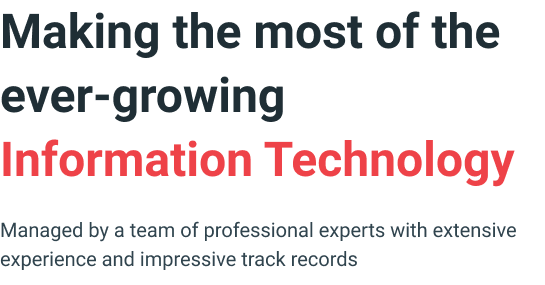 Making the most of the
ever-growing
Information Technology
Managed by a team of professional experts with extensive
experience and impressive track records